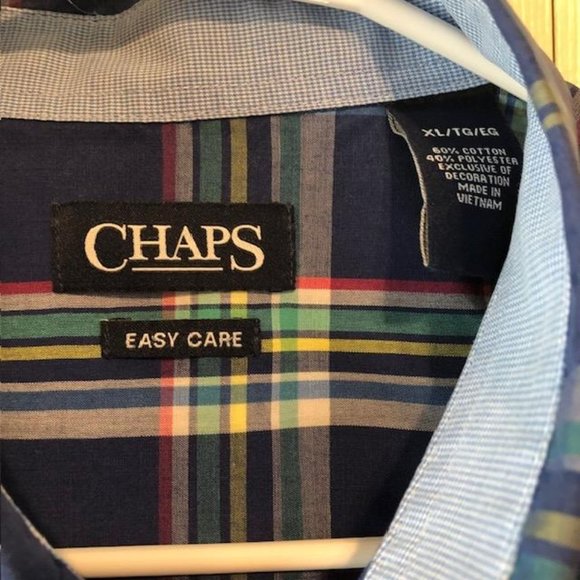 CHAPS
EASY CARE
XL/TG/EG
60% COTTON
40% POLYESTER
EXCLUSIVE OF
DECORATION
MADE IN
VIETNAM